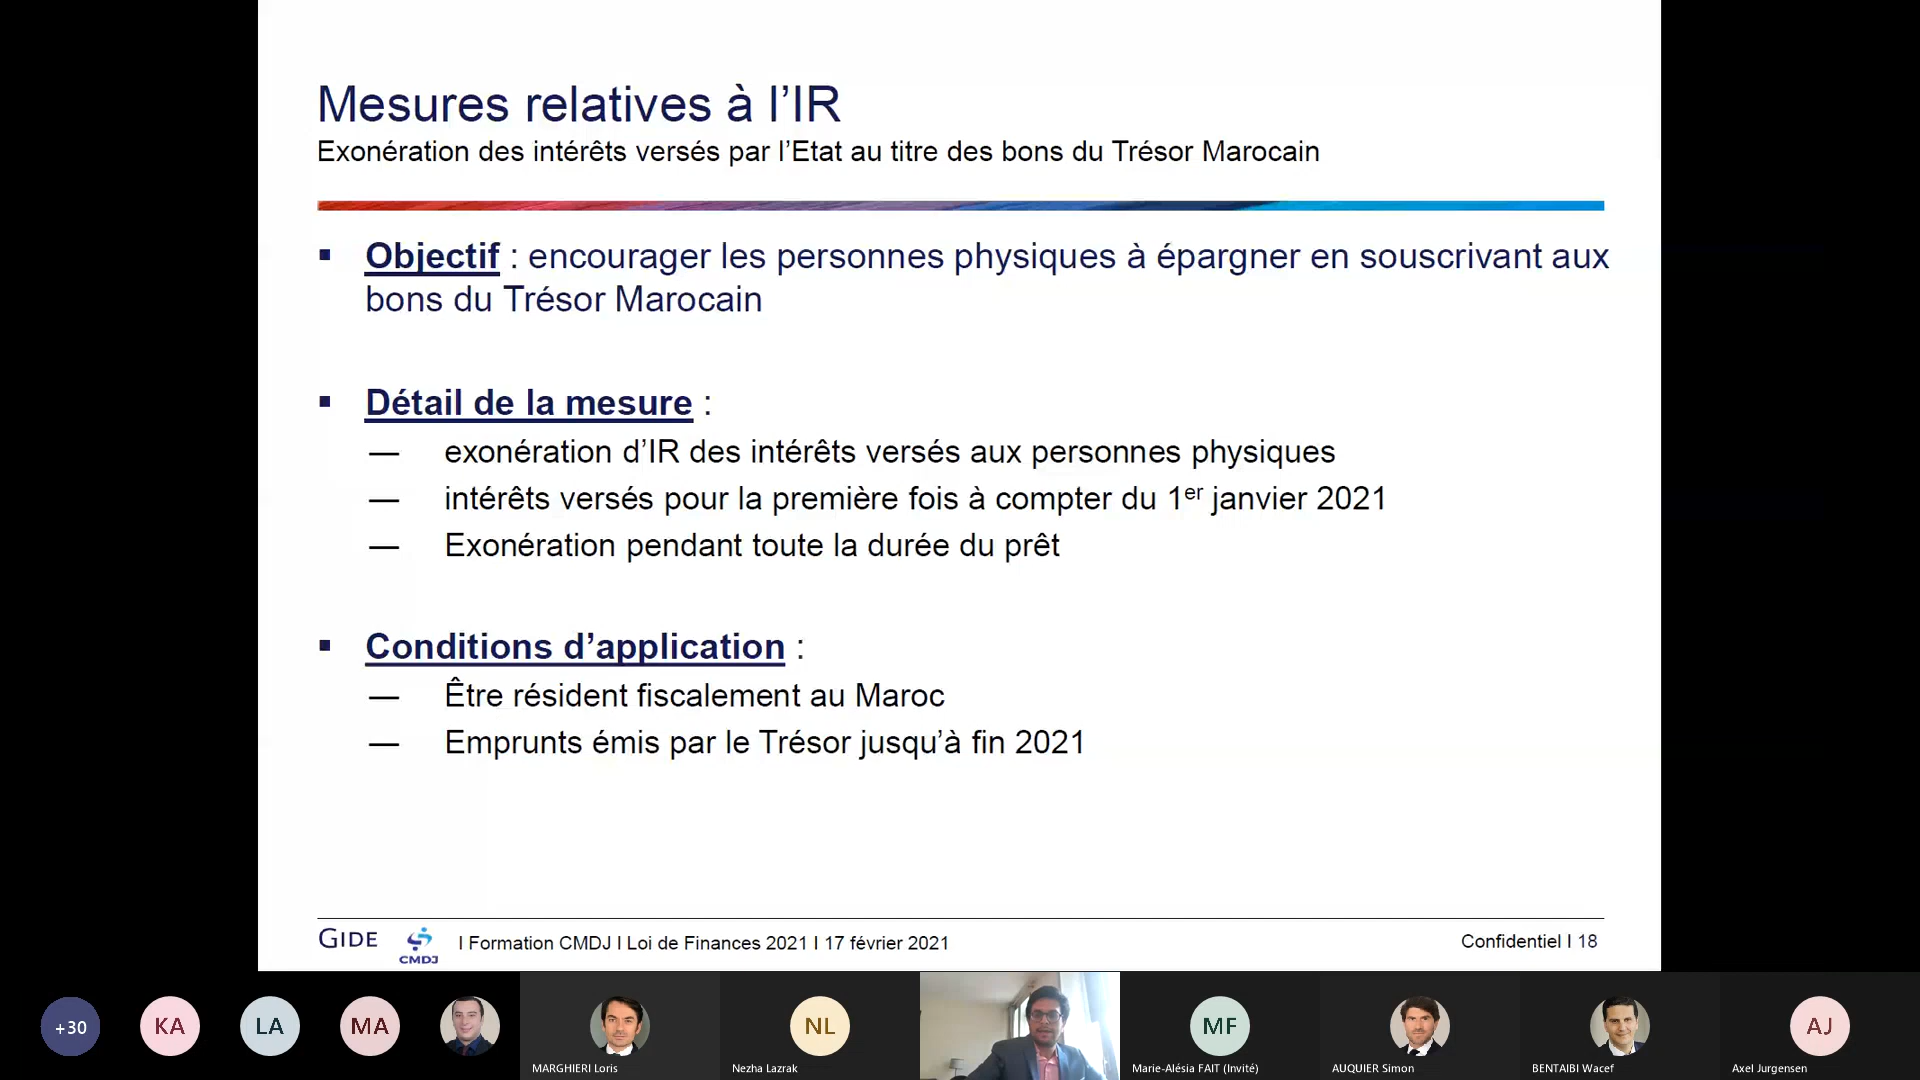 Mesures relatives à l’IR
Exonération des intérêts versés par l’Etat au titre des bons du Trésor Marocain
▪ Objectif : encourager les personnes physiques à épargner en souscrivant aux
bons du Trésor Marocain
▪ Détail de la mesure :
— exonération d’IR des intérêts versés aux personnes physiques
— intérêts versés pour la première fois à compter du 1er janvier 2021
— Exonération pendant toute la durée du prêt
▪ Conditions d’application :
— Être résident fiscalement au Maroc
— Emprunts émis par le Trésor jusqu’à fin 2021
GIDE CMDJ I Formation CMDJ I Loi de Finances 2021 I 17 février 2021
Confidentiel I 18
+30 KA LA MA NL MF AJ
MARGHIERI Loris Nezha Lazrak Marie-Alésia FAIT (Invité) AUQUIER Simon BENTAIBI Wacef Axel Jurgensen